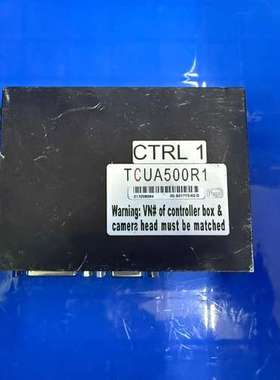 CTRL 1
TCUA500R1
Warning: VN# of controller box &
camera head must be matched